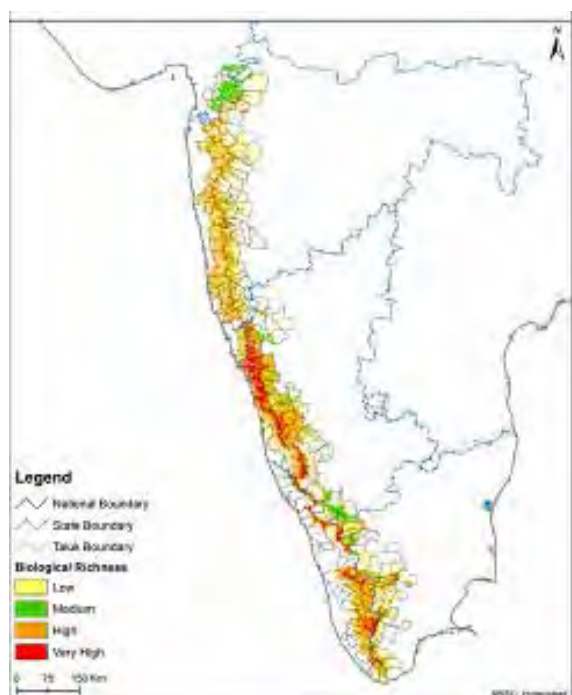 N
Legend
National Boundary
State Boundary
Taluk Boundary
Biological Richness
Low
Medium
High
Very High
0 75 150 Km